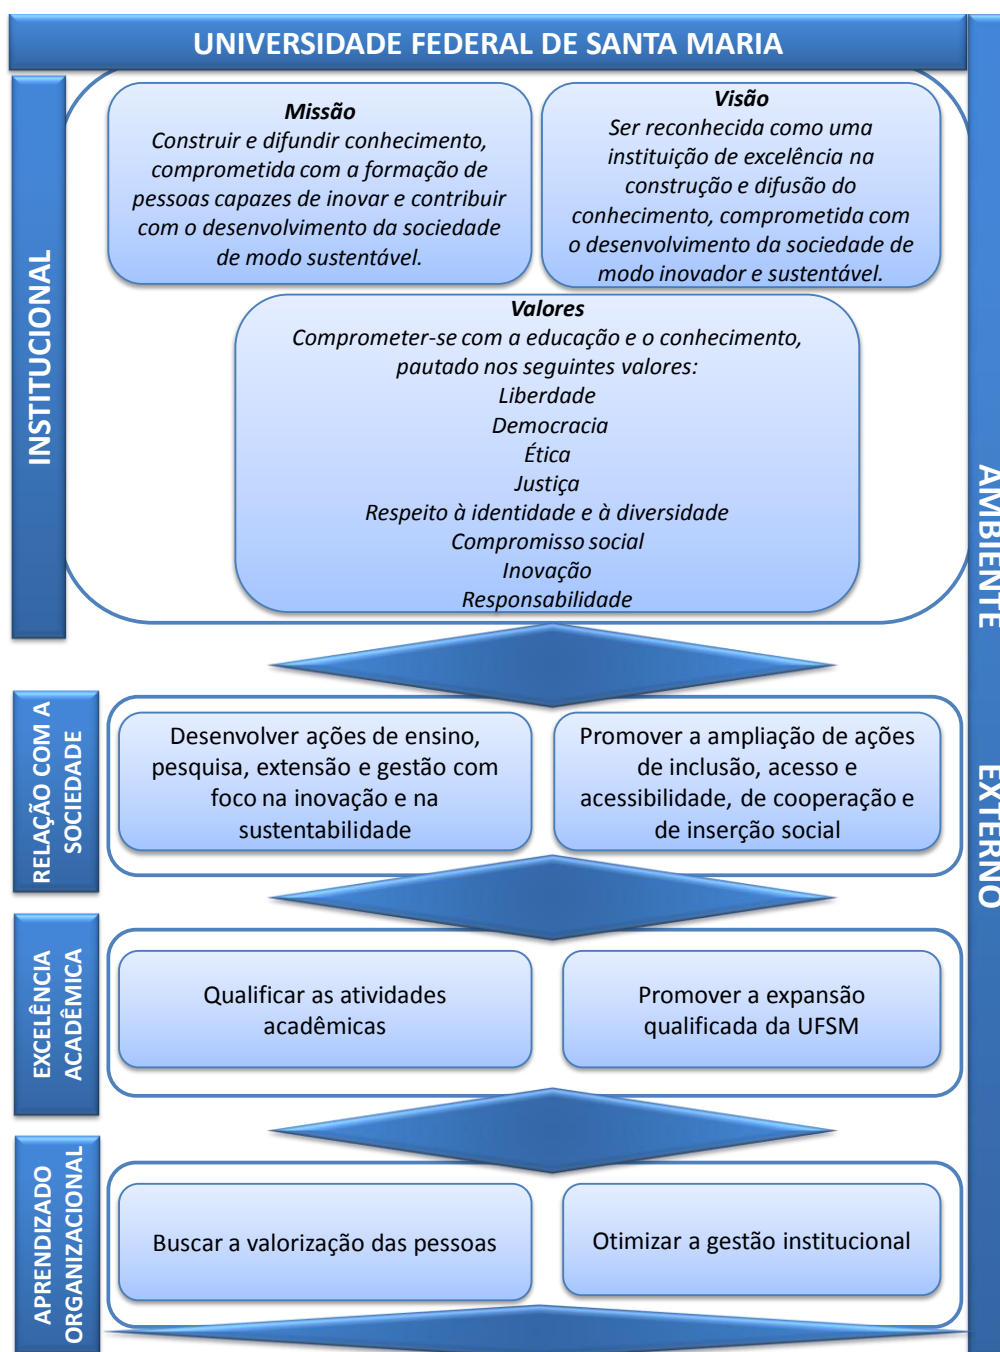 UNIVERSIDADE FEDERAL DE SANTA MARIA
INSTITUCIONAL
Missão
Construir e difundir conhecimento,
comprometida com a formação de
pessoas capazes de inovar e contribuir
com o desenvolvimento da sociedade
de modo sustentável.
Visão
Ser reconhecida como uma
instituição de excelência na
construção e difusão do
conhecimento, comprometida com
o desenvolvimento da sociedade de
modo inovador e sustentável.
Valores
Comprometer-se com a educação e o conhecimento,
pautado nos seguintes valores:
Liberdade
Democracia
Ética
Justiça
Respeito à identidade e à diversidade
Compromisso social
Inovação
Responsabilidade
RELAÇÃO COM A
SOCIEDADE
Desenvolver ações de ensino,
pesquisa, extensão e gestão com
foco na inovação e na
sustentabilidade
Promover a ampliação de ações
de inclusão, acesso e
acessibilidade, de cooperação e
de inserção social
EXCELÊNCIA
ACADÊMICA
Qualificar as atividades
acadêmicas
Promover a expansão
qualificada da UFSM
APRENDIZADO
ORGANIZACIONAL
Buscar a valorização das pessoas
Otimizar a gestão institucional
AMBIENTE EXTERNO